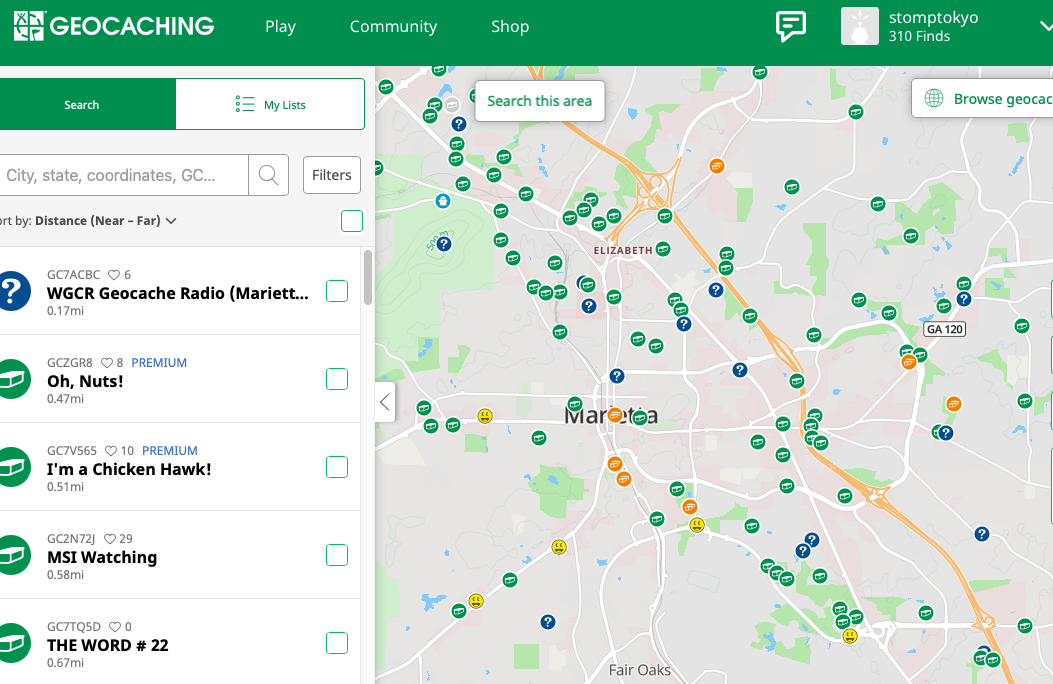 GEOCACHING
Play
Community
Shop
stomptokyo
310 Finds
Search
My Lists
City, state, coordinates, GC...
Filters
ort by: Distance (Near – Far)
GC7ACBC 6
WGCR Geocache Radio (Mariett...
0.17mi
GCZGR8 8 PREMIUM
Oh, Nuts!
0.47mi
GC7V565 10 PREMIUM
I'm a Chicken Hawk!
0.51mi
GC2N72J 29
MSI Watching
0.58mi
GC7TQ5D 0
THE WORD # 22
0.67mi
Search this area
Browse geocac
500 m
ELIZABETH
GA 120
Marietta
Fair Oaks